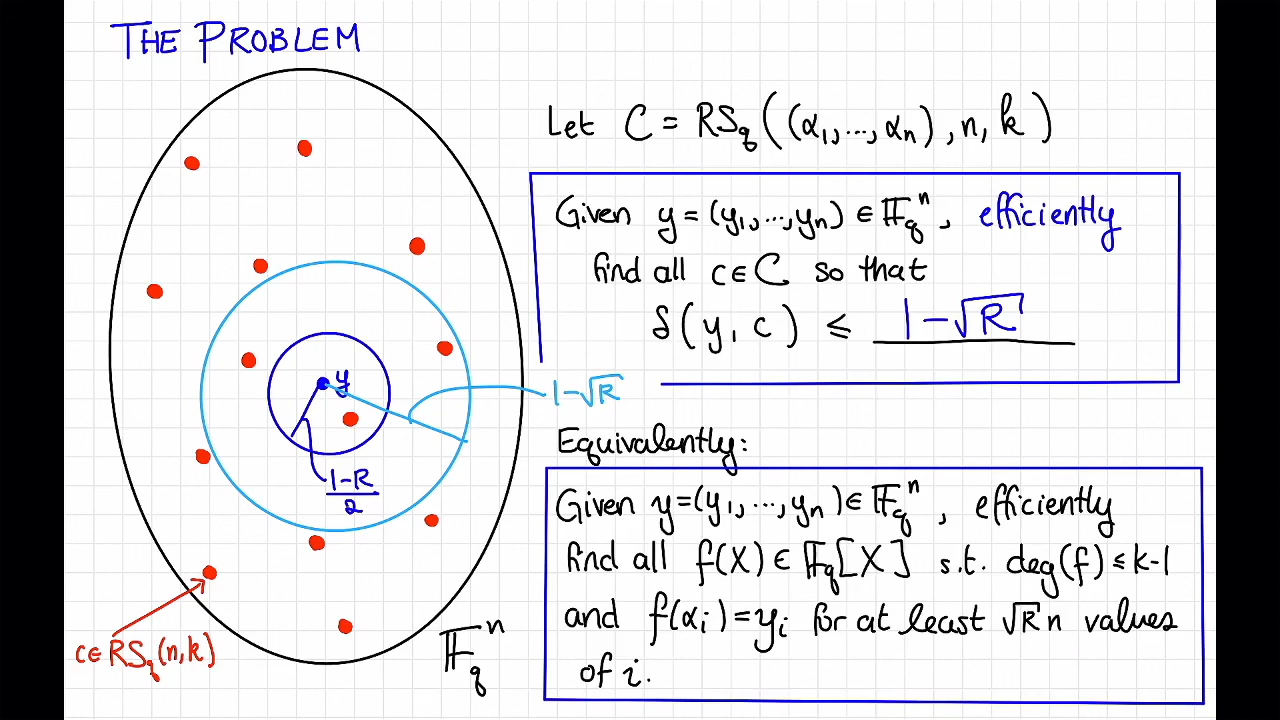 THE PROBLEM
Let C = RS_q((α_1, ..., α_n), n, k)
Given y = (y_1, ..., y_n) ∈ 𝔽_q^n, efficiently
find all c ∈ C so that
δ(y, c) ≤ 1-√R
y
1-√R
1-R
2
c ∈ RS_q(n,k)
𝔽_q^n
Equivalently:
Given y=(y_1, ..., y_n) ∈ 𝔽_q^n, efficiently
find all f(X) ∈ 𝔽_q[X] s.t. deg(f) ≤ k-1
and f(α_i) = y_i for at least √R n values
of i.